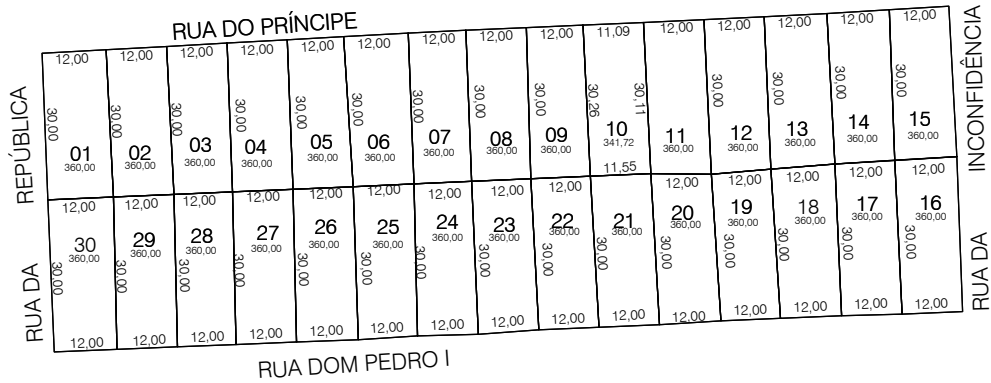 RUA DO PRÍNCIPE
12,00 12,00 12,00 12,00 12,00 12,00 12,00 12,00 12,00 11,09 12,00 12,00 12,00 12,00 12,00
30,00 30,00 30,00 30,00 30,00 30,00 30,00 30,00 30,26 30,11 30,00 30,00 30,00
01 02 03 04 05 06 07 08 09 10 11 12 13 14 15
360,00 360,00 360,00 360,00 360,00 360,00 360,00 360,00 360,00 341,72 360,00 360,00 360,00 360,00 360,00
11,55
12,00 12,00 12,00 12,00 12,00 12,00 12,00 12,00 12,00 12,00 12,00 12,00 12,00 12,00
30 29 28 27 26 25 24 23 22 21 20 19 18 17 16
360,00 360,00 360,00 360,00 360,00 360,00 360,00 360,00 360,00 360,00 360,00 360,00 360,00 360,00 360,00
30,00 30,00 30,00 30,00 30,00 30,00 30,00 30,00 30,00 30,00 30,00 30,00 30,00
12,00 12,00 12,00 12,00 12,00 12,00 12,00 12,00 12,00 12,00 12,00 12,00 12,00 12,00 12,00
RUA DOM PEDRO I
RUA DA REPÚBLICA
RUA DA INCONFIDÊNCIA